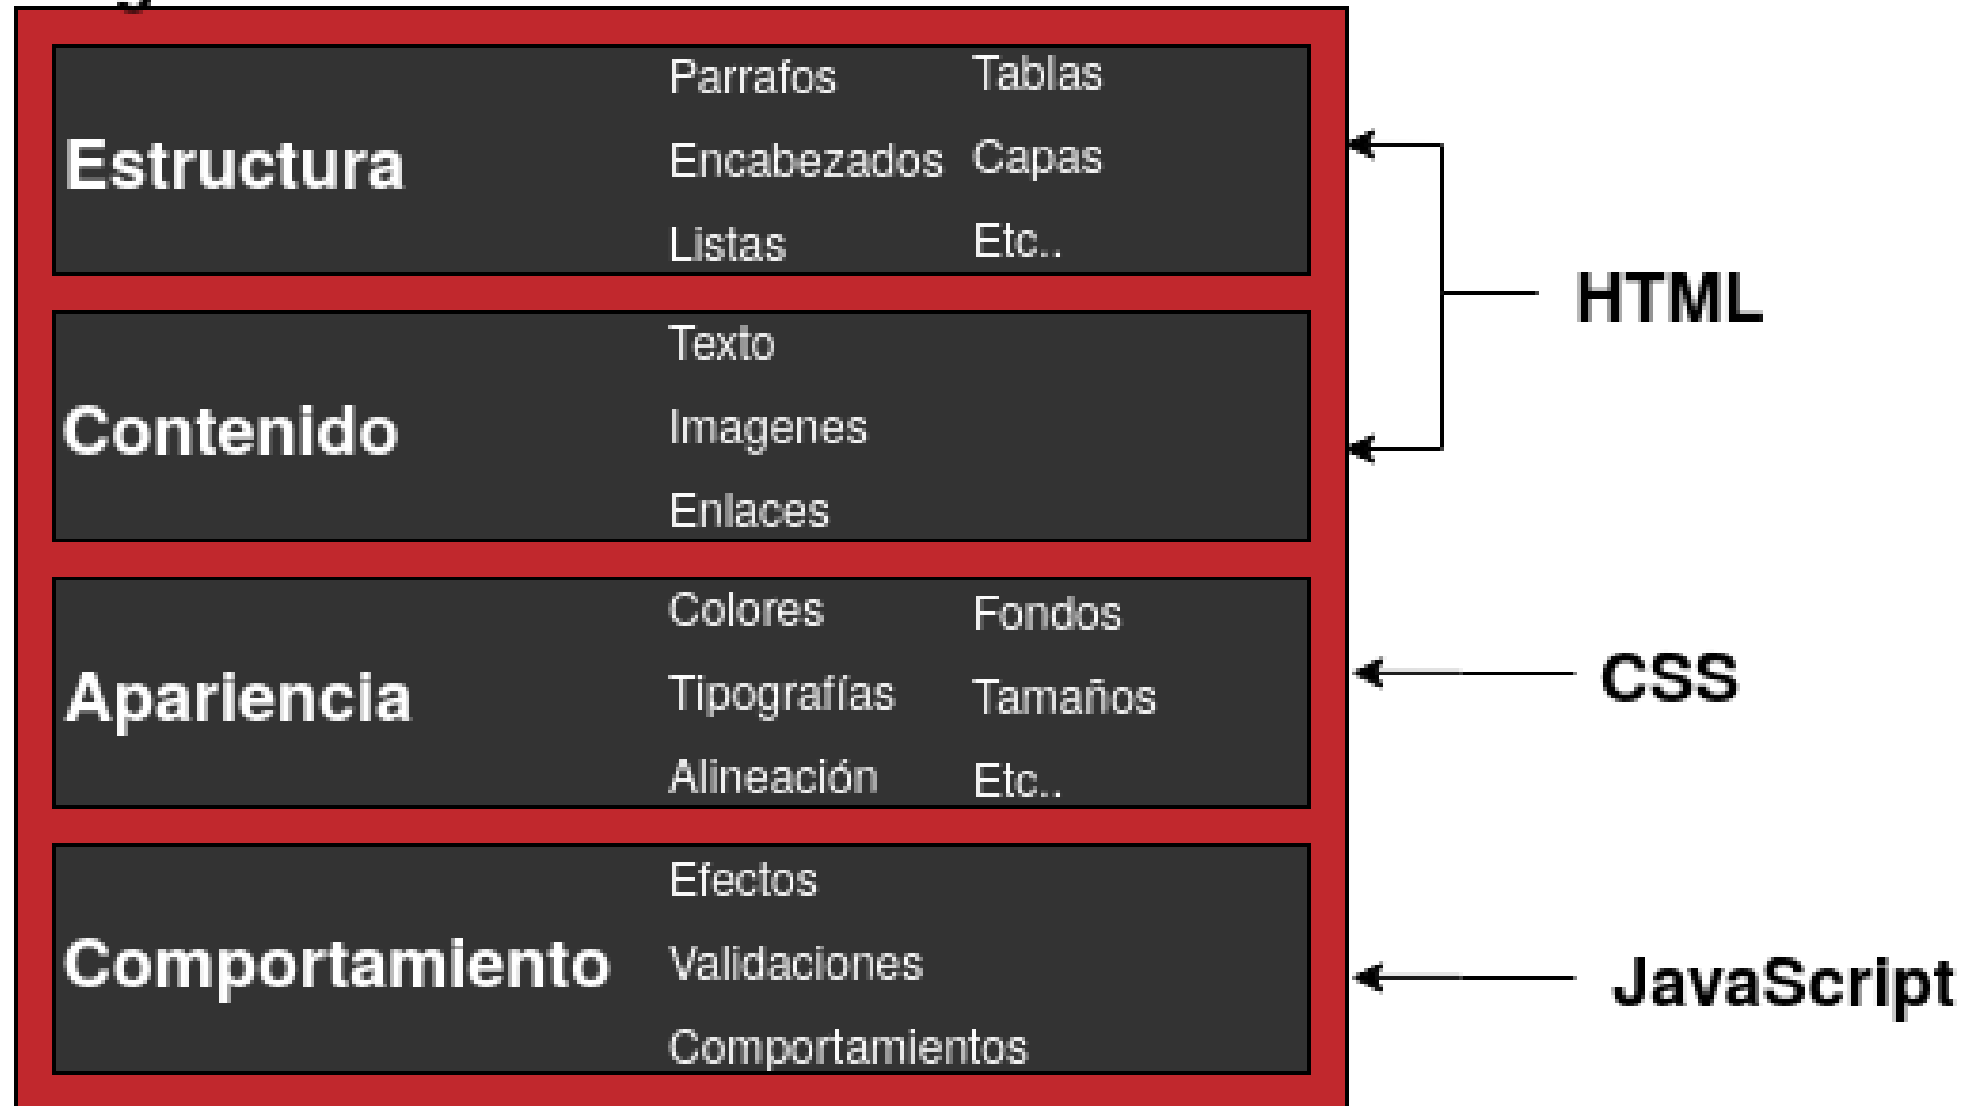 Estructura
Parrafos
Encabezados
Listas
Tablas
Capas
Etc..
Contenido
Texto
Imagenes
Enlaces
HTML
Apariencia
Colores
Tipografías
Alineación
Fondos
Tamaños
Etc..
CSS
Comportamiento
Efectos
Validaciones
Comportamientos
JavaScript